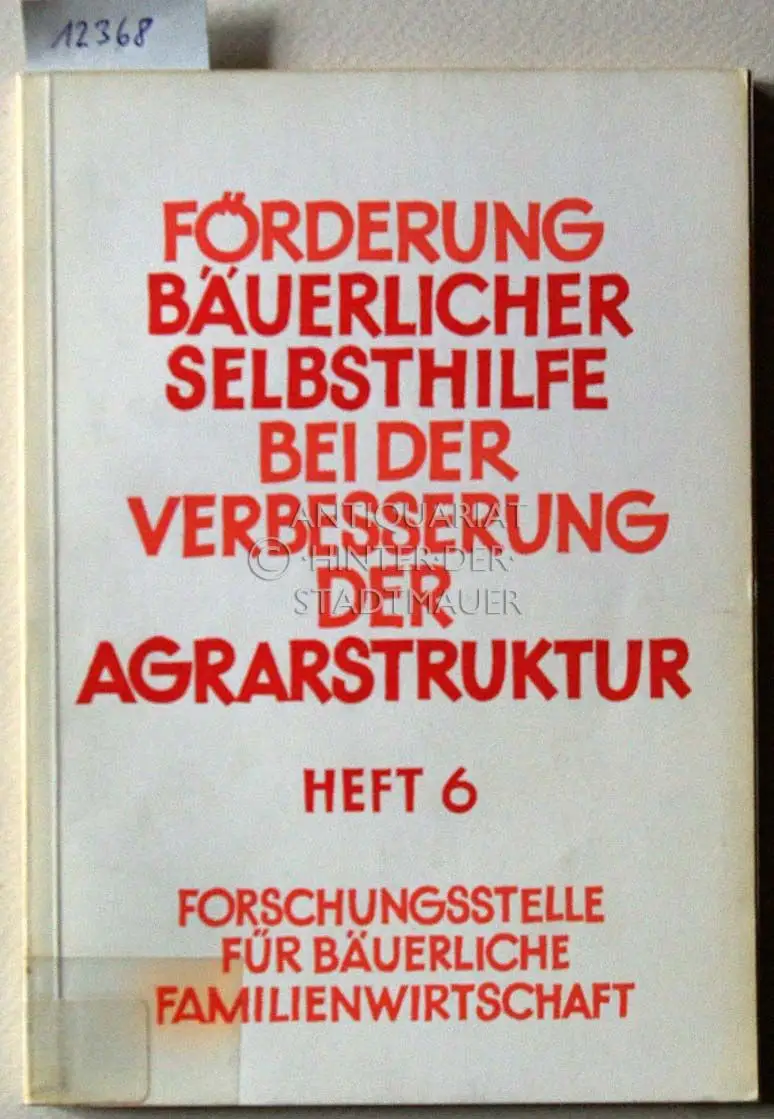 12368
FÖRDERUNG
BÄUERLICHER
SELBSTHILFE
BEI DER
VERBESSERUNG
DER
AGRARSTRUKTUR
ANTIQUARIAT
© ·HINTER·DER·
STADTMAUER
HEFT 6
FORSCHUNGSSTELLE
FÜR BÄUERLICHE
FAMILIENWIRTSCHAFT